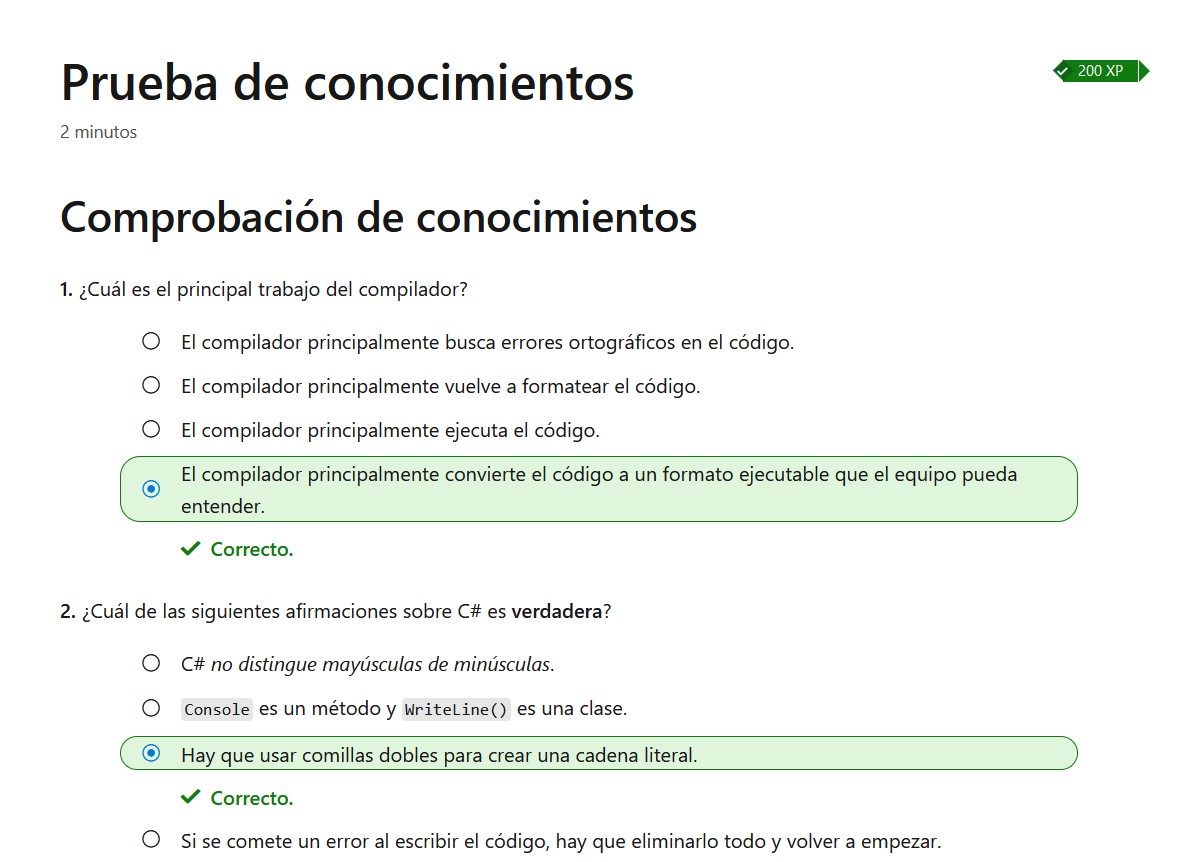 Prueba de conocimientos
200 XP
2 minutos
Comprobación de conocimientos
1. ¿Cuál es el principal trabajo del compilador?
El compilador principalmente busca errores ortográficos en el código.
El compilador principalmente vuelve a formatear el código.
El compilador principalmente ejecuta el código.
El compilador principalmente convierte el código a un formato ejecutable que el equipo pueda
entender.
Correcto.
2. ¿Cuál de las siguientes afirmaciones sobre C# es verdadera?
C# no distingue mayúsculas de minúsculas.
Console es un método y WriteLine() es una clase.
Hay que usar comillas dobles para crear una cadena literal.
Correcto.
Si se comete un error al escribir el código, hay que eliminarlo todo y volver a empezar.